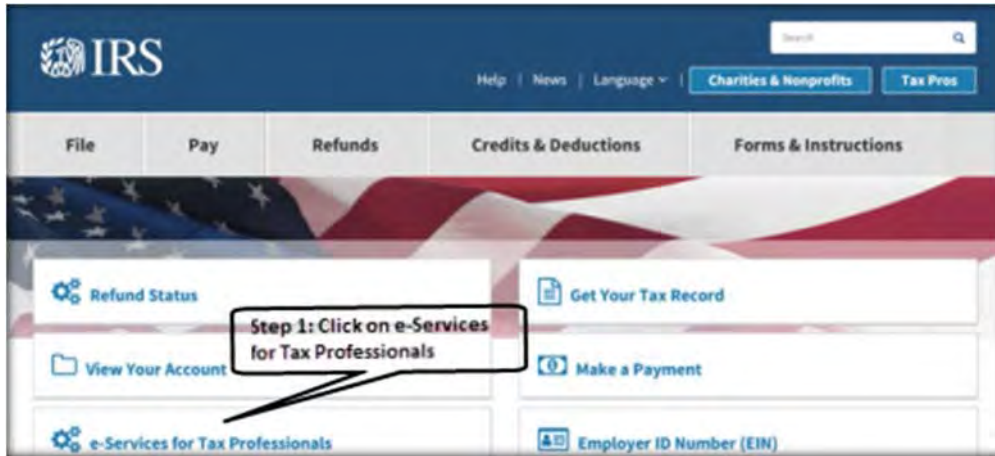 IRS
Search
Help | News | Language | Charities & Nonprofits Tax Pros
File Pay Refunds Credits & Deductions Forms & Instructions
Refund Status
Get Your Tax Record
Step 1: Click on e-Services
for Tax Professionals
View Your Account
Make a Payment
e-Services for Tax Professionals
Employer ID Number (EIN)